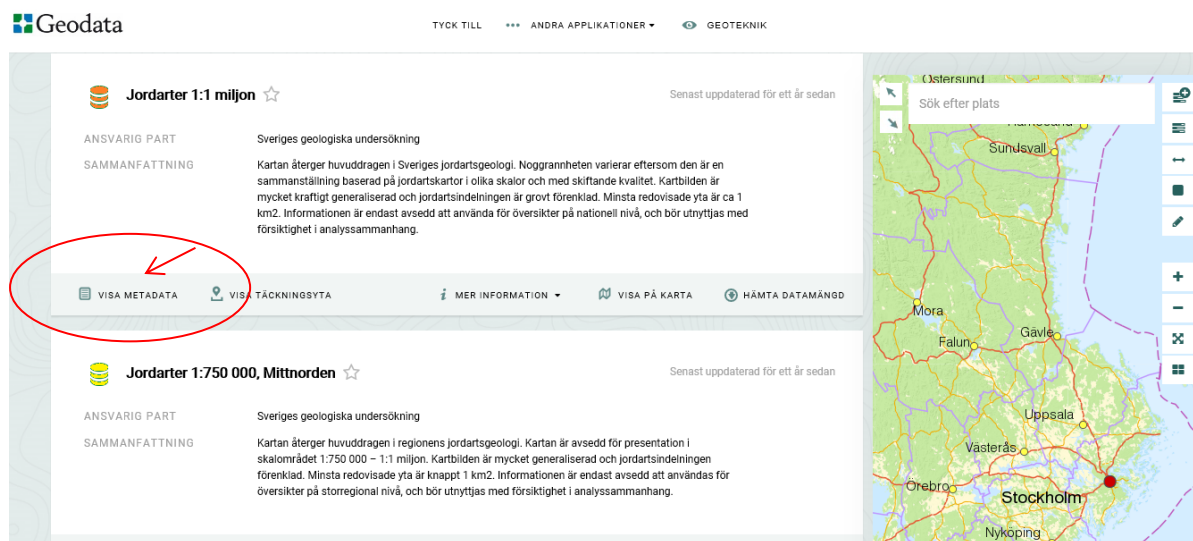 Geodata
TYCK TILL
ANDRA APPLIKATIONER
GEOTEKNIK
Jordarter 1:1 miljon
Senast uppdaterad för ett år sedan
ANSVARIG PART
Sveriges geologiska undersökning
SAMMANFATTNING
Kartan återger huvuddragen i Sveriges jordartsgeologi. Noggrannheten varierar eftersom den är en
sammanställning baserad på jordartskartor i olika skalor och med skiftande kvalitet. Kartbilden är
mycket kraftigt generaliserad och jordartsindelningen är grovt förenklad. Minsta redovisade yta är ca 1
km2. Informationen är endast avsedd att använda för översikter på nationell nivå, och bör utnyttjas med
försiktighet i analyssammanhang.
VISA METADATA
VISA TÄCKNINGSYTA
MER INFORMATION
VISA PÅ KARTA
HÄMTA DATAMÄNGD
Jordarter 1:750 000, Mittnorden
Senast uppdaterad för ett år sedan
ANSVARIG PART
Sveriges geologiska undersökning
SAMMANFATTNING
Kartan återger huvuddragen i regionens jordartsgeologi. Kartan är avsedd för presentation i
skalområdet 1:750 000 – 1:1 miljon. Kartbilden är mycket generaliserad och jordartsindelningen
förenklad. Minsta redovisade yta är knappt 1 km2. Informationen är endast avsedd att användas för
översikter på storregional nivå, och bör utnyttjas med försiktighet i analyssammanhang.
Östersund
Sök efter plats
Sundsvall
Mora
Falun
Gävle
Uppsala
Västerås
Örebro
Stockholm
Nyköping